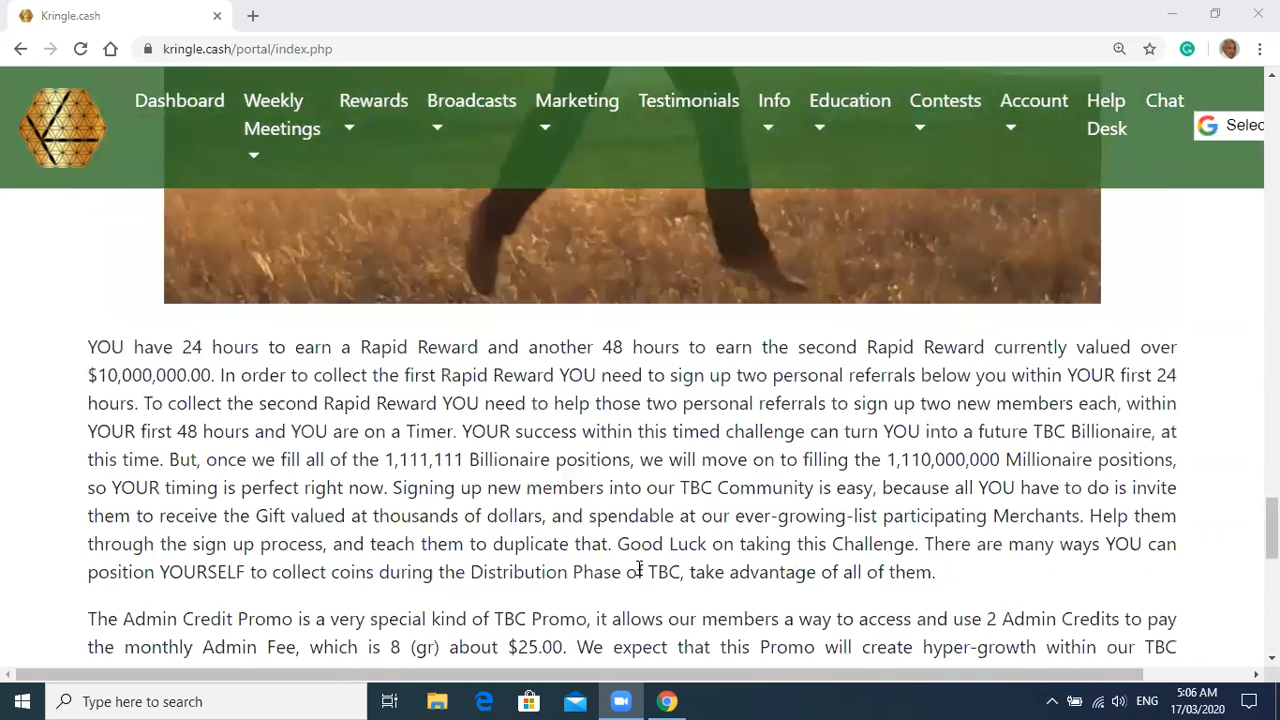 Kringle.cash
kringle.cash/portal/index.php
Dashboard
Weekly Meetings
Rewards
Broadcasts
Marketing
Testimonials
Info
Education
Contests
Account
Help Desk
Chat
G Selec
YOU have 24 hours to earn a Rapid Reward and another 48 hours to earn the second Rapid Reward currently valued over
$10,000,000.00. In order to collect the first Rapid Reward YOU need to sign up two personal referrals below you within YOUR first 24
hours. To collect the second Rapid Reward YOU need to help those two personal referrals to sign up two new members each, within
YOUR first 48 hours and YOU are on a Timer. YOUR success within this timed challenge can turn YOU into a future TBC Billionaire, at
this time. But, once we fill all of the 1,111,111 Billionaire positions, we will move on to filling the 1,110,000,000 Millionaire positions,
so YOUR timing is perfect right now. Signing up new members into our TBC Community is easy, because all YOU have to do is invite
them to receive the Gift valued at thousands of dollars, and spendable at our ever-growing-list participating Merchants. Help them
through the sign up process, and teach them to duplicate that. Good Luck on taking this Challenge. There are many ways YOU can
position YOURSELF to collect coins during the Distribution Phase of TBC, take advantage of all of them.
The Admin Credit Promo is a very special kind of TBC Promo, it allows our members a way to access and use 2 Admin Credits to pay
the monthly Admin Fee, which is 8 (gr) about $25.00. We expect that this Promo will create hyper-growth within our TBC
Type here to search
ENG
5:06 AM
17/03/2020